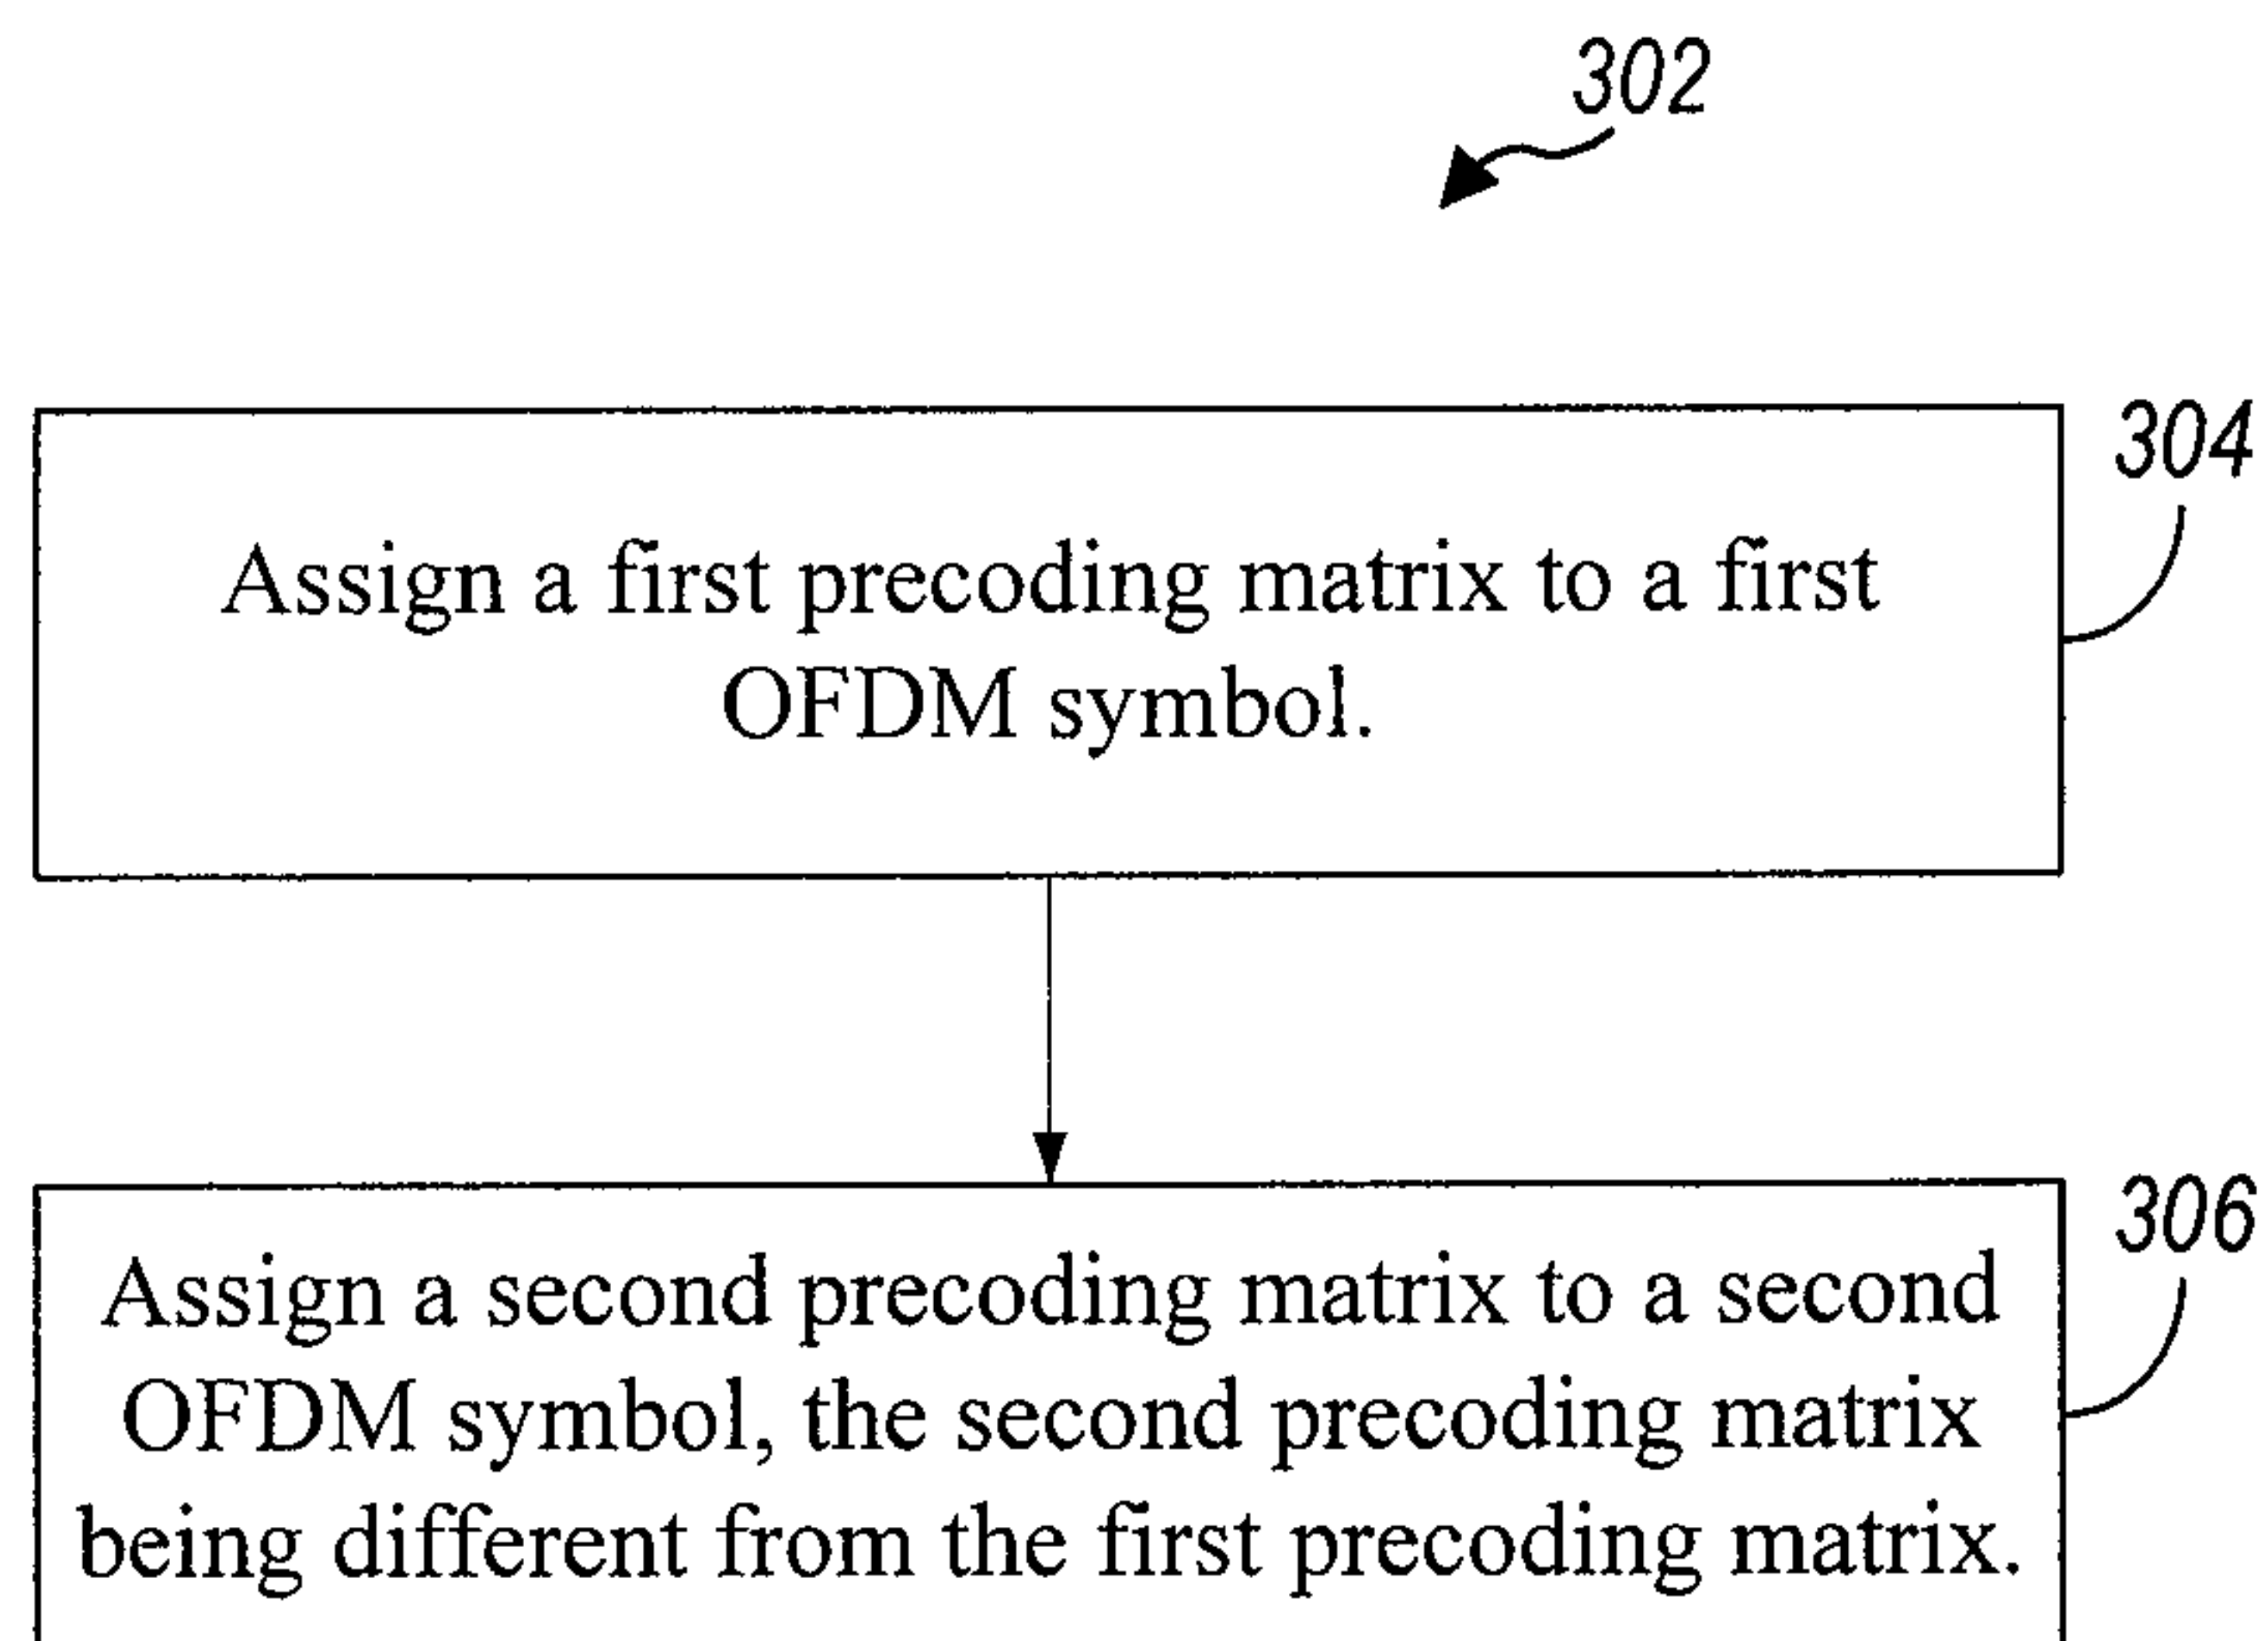 302
304
Assign a first precoding matrix to a first
OFDM symbol.
306
Assign a second precoding matrix to a second
OFDM symbol, the second precoding matrix
being different from the first precoding matrix.